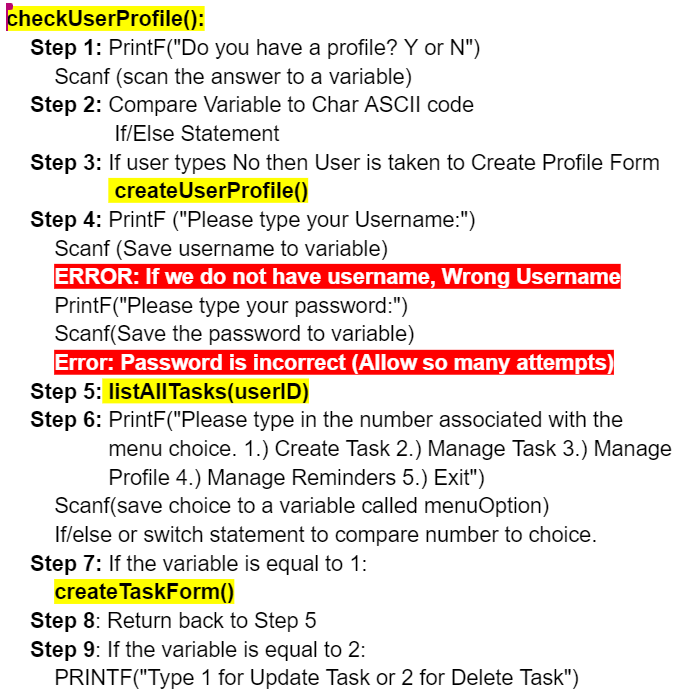 checkUserProfile():
Step 1: PrintF("Do you have a profile? Y or N")
Scanf (scan the answer to a variable)
Step 2: Compare Variable to Char ASCII code
If/Else Statement
Step 3: If user types No then User is taken to Create Profile Form
createUserProfile()
Step 4: PrintF ("Please type your Username:")
Scanf (Save username to variable)
ERROR: If we do not have username, Wrong Username
PrintF("Please type your password:")
Scanf(Save the password to variable)
Error: Password is incorrect (Allow so many attempts)
Step 5: listAllTasks(userID)
Step 6: PrintF("Please type in the number associated with the
menu choice. 1.) Create Task 2.) Manage Task 3.) Manage
Profile 4.) Manage Reminders 5.) Exit")
Scanf(save choice to a variable called menuOption)
If/else or switch statement to compare number to choice.
Step 7: If the variable is equal to 1:
createTaskForm()
Step 8: Return back to Step 5
Step 9: If the variable is equal to 2:
PRINTF("Type 1 for Update Task or 2 for Delete Task")